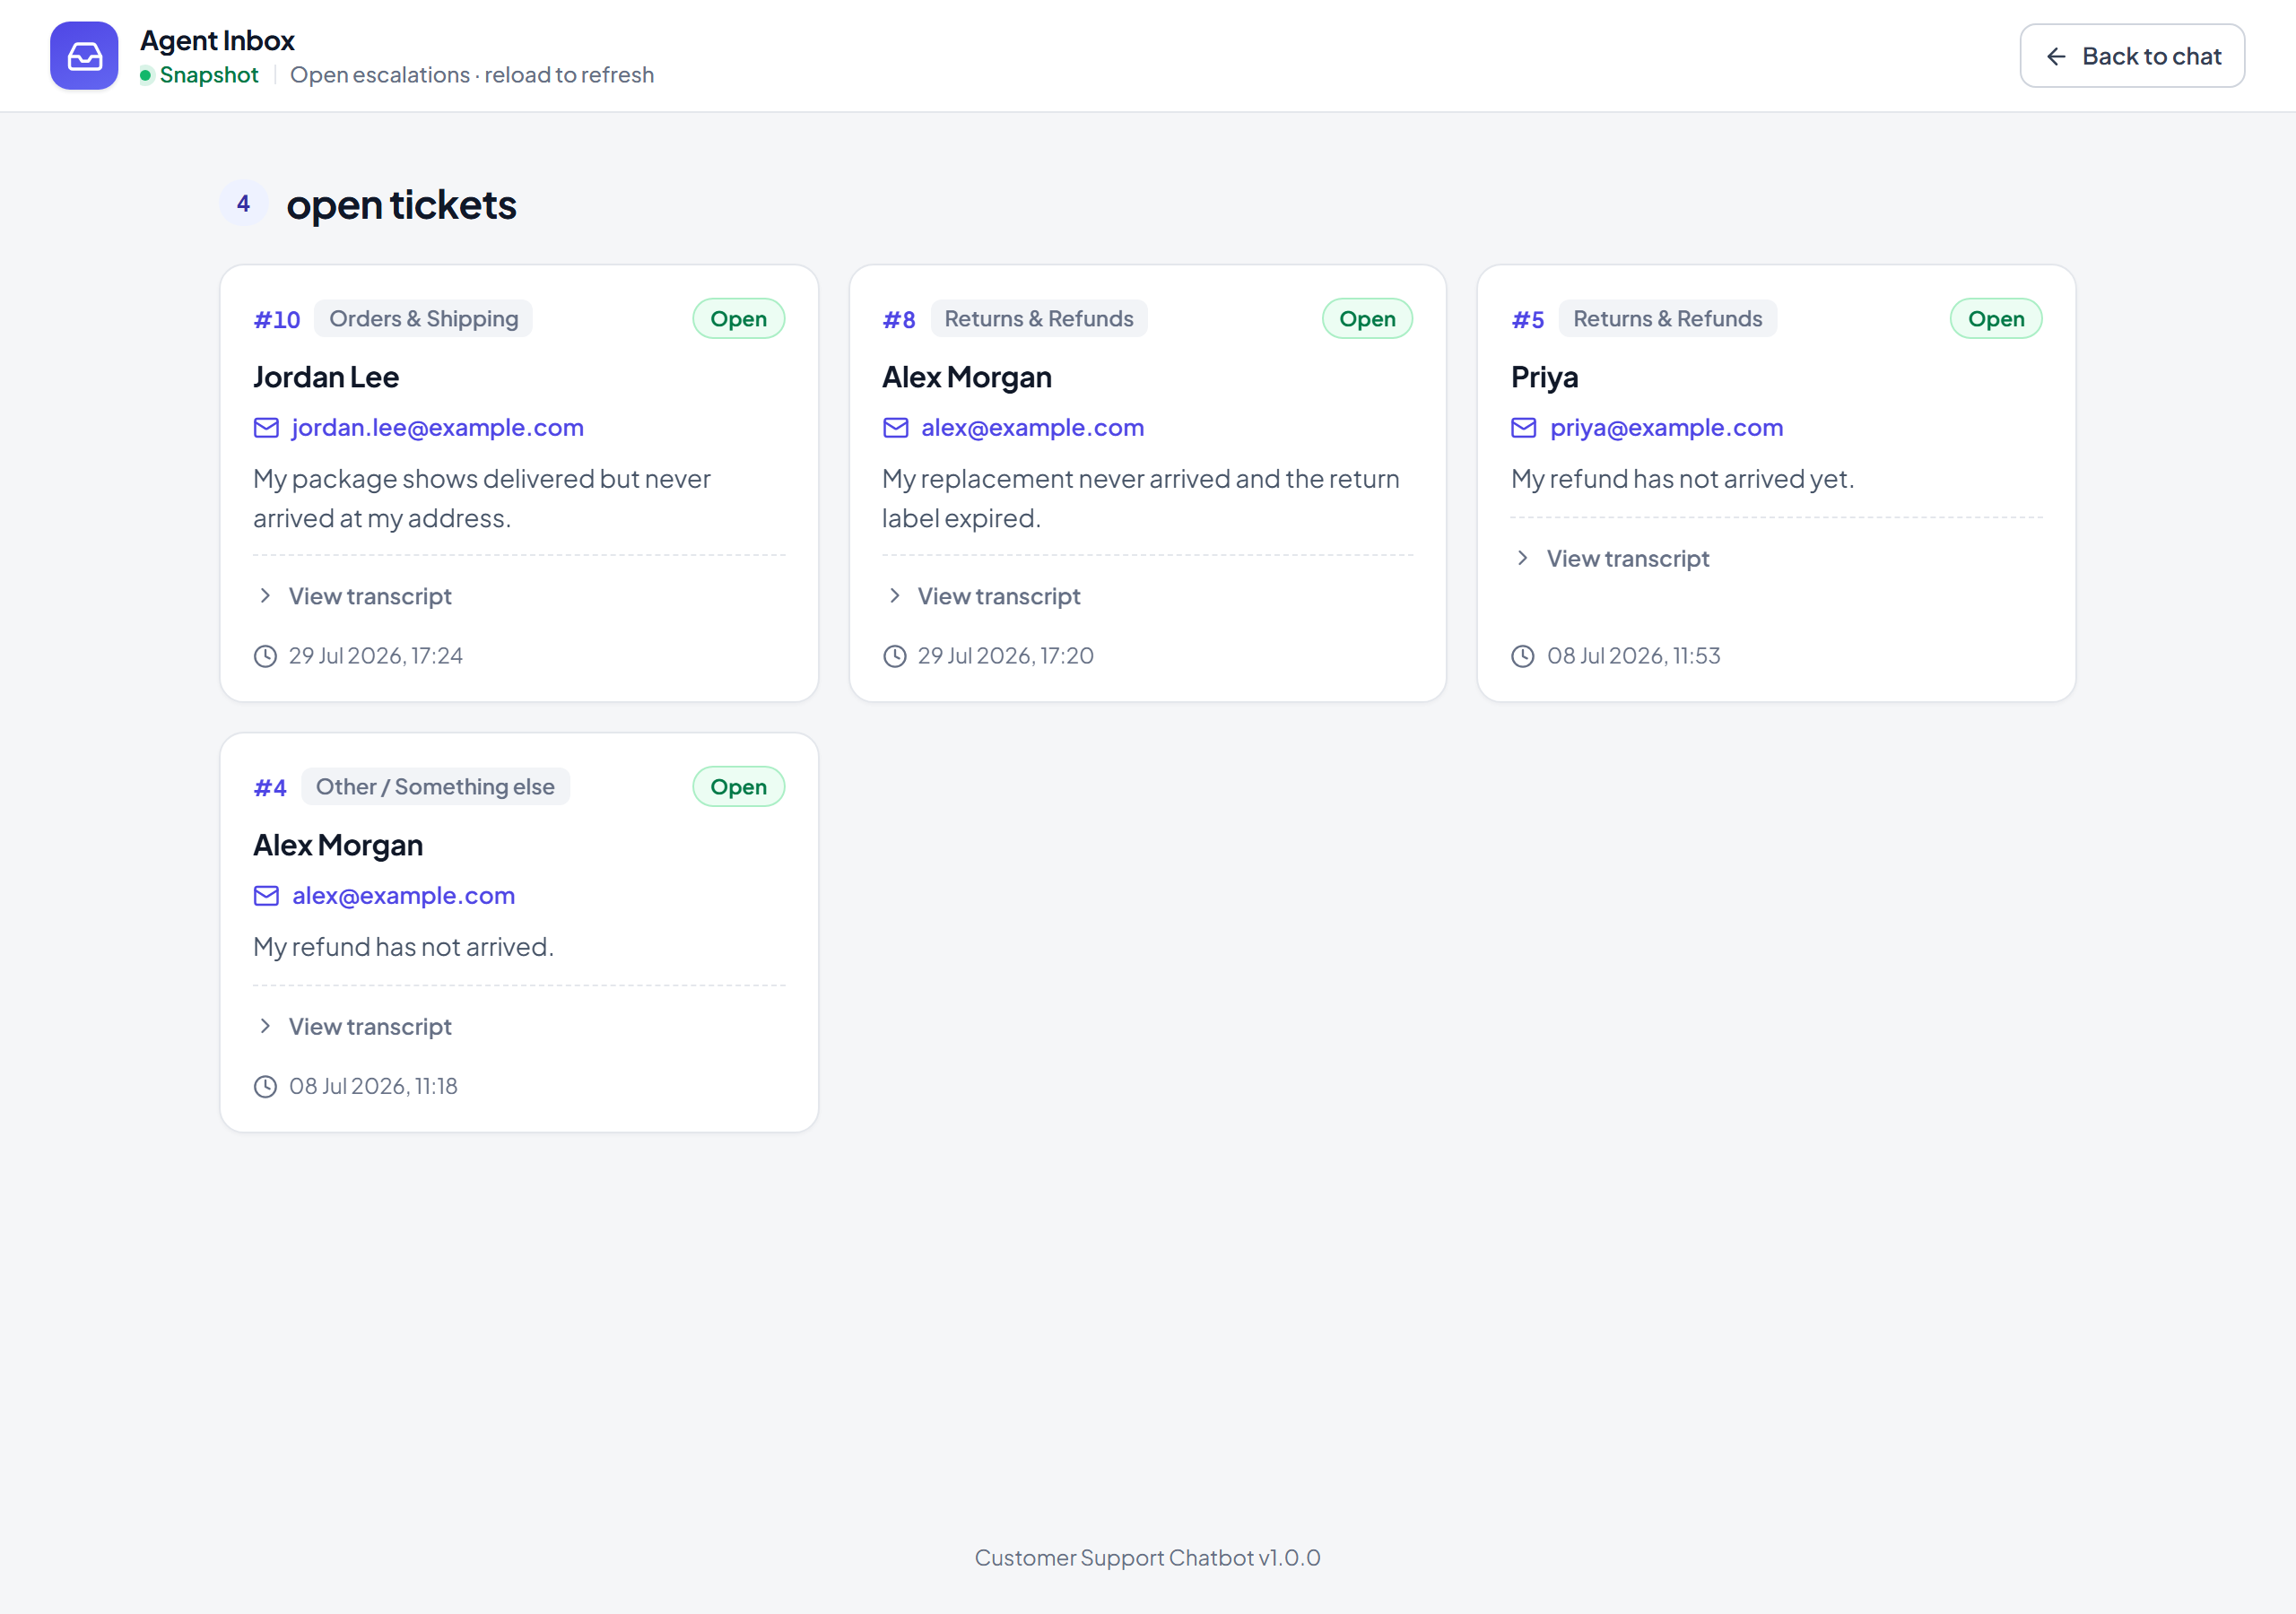 Agent Inbox
Snapshot
Open escalations · reload to refresh
Back to chat
4 open tickets
#10 Orders & Shipping Open
Jordan Lee
jordan.lee@example.com
My package shows delivered but never
arrived at my address.
View transcript
29 Jul 2026, 17:24
#8 Returns & Refunds Open
Alex Morgan
alex@example.com
My replacement never arrived and the return
label expired.
View transcript
29 Jul 2026, 17:20
#5 Returns & Refunds Open
Priya
priya@example.com
My refund has not arrived yet.
View transcript
08 Jul 2026, 11:53
#4 Other / Something else Open
Alex Morgan
alex@example.com
My refund has not arrived.
View transcript
08 Jul 2026, 11:18
Customer Support Chatbot v1.0.0